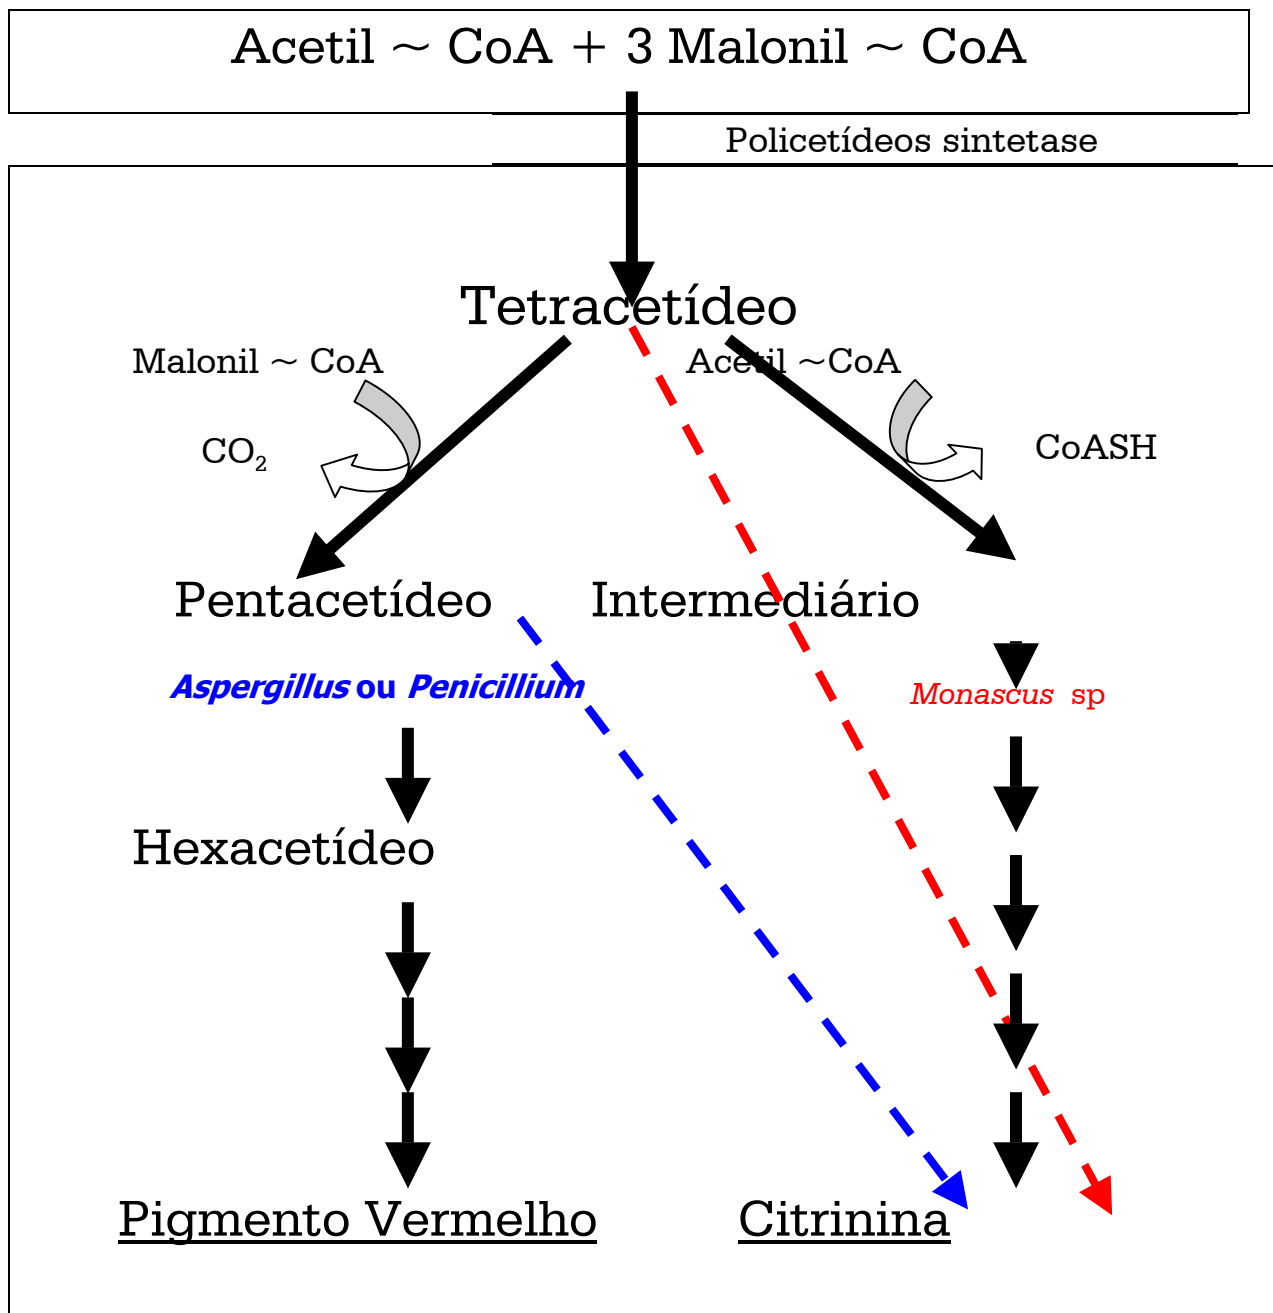 Acetil ~ CoA + 3 Malonil ~ CoA
Policetídeos sintetase
Tetracetídeo
Malonil ~ CoA
Acetil ~CoA
CO₂
CoASH
Pentacetídeo
Intermediário
Aspergillus ou Penicillium
Monascus sp
Hexacetídeo
Pigmento Vermelho
Citrinina